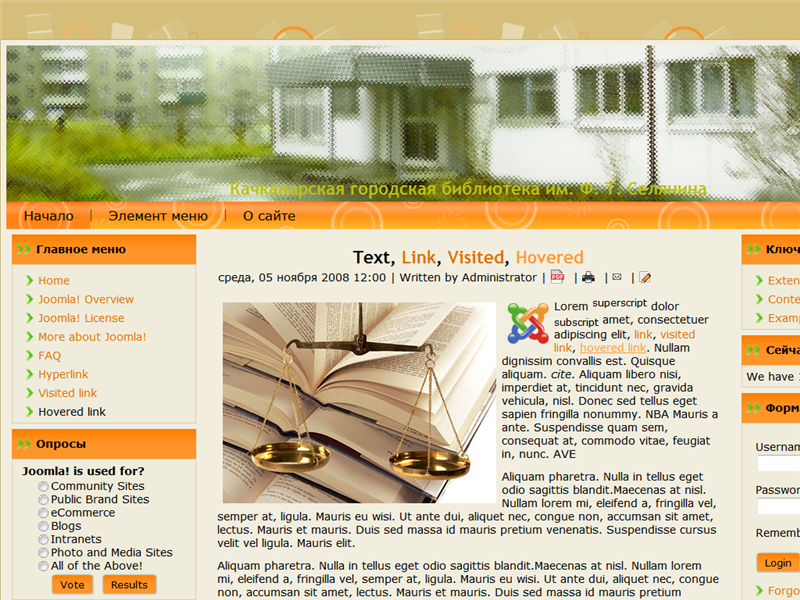 Качканарская городская библиотека им. Ф. Т. Селянина
Начало | Элемент меню | О сайте
Главное меню
Home
Joomla! Overview
Joomla! License
More about Joomla!
FAQ
Hyperlink
Visited link
Hovered link
Опросы
Joomla! is used for?
Community Sites
Public Brand Sites
eCommerce
Blogs
Intranets
Photo and Media Sites
All of the Above!
Vote Results
Text, Link, Visited, Hovered
среда, 05 ноября 2008 12:00 | Written by Administrator | PDF | | |
Lorem superscript dolor
subscript amet, consectetuer
adipiscing elit, link, visited
link, hovered link. Nullam
dignissim convallis est. Quisque
aliquam. cite. Aliquam libero nisi,
imperdiet at, tincidunt nec, gravida
vehicula, nisl. Donec sed tellus eget
sapien fringilla nonummy. NBA Mauris a
ante. Suspendisse quam sem,
consequat at, commodo vitae, feugiat
in, nunc. AVE
Aliquam pharetra. Nulla in tellus eget
odio sagittis blandit.Maecenas at nisl.
Nullam lorem mi, eleifend a, fringilla vel,
semper at, ligula. Mauris eu wisi. Ut ante dui, aliquet nec, congue non, accumsan sit amet,
lectus. Mauris et mauris. Duis sed massa id mauris pretium venenatis. Suspendisse cursus
velit vel ligula. Mauris elit.
Aliquam pharetra. Nulla in tellus eget odio sagittis blandit.Maecenas at nisl. Nullam lorem
mi, eleifend a, fringilla vel, semper at, ligula. Mauris eu wisi. Ut ante dui, aliquet nec, congue
non, accumsan sit amet, lectus. Mauris et mauris. Duis sed massa id mauris pretium
Ключ
Exten
Conte
Examp
Сейча
We have
Форм
Usernam
Passwor
Rememb
Login
Forgo